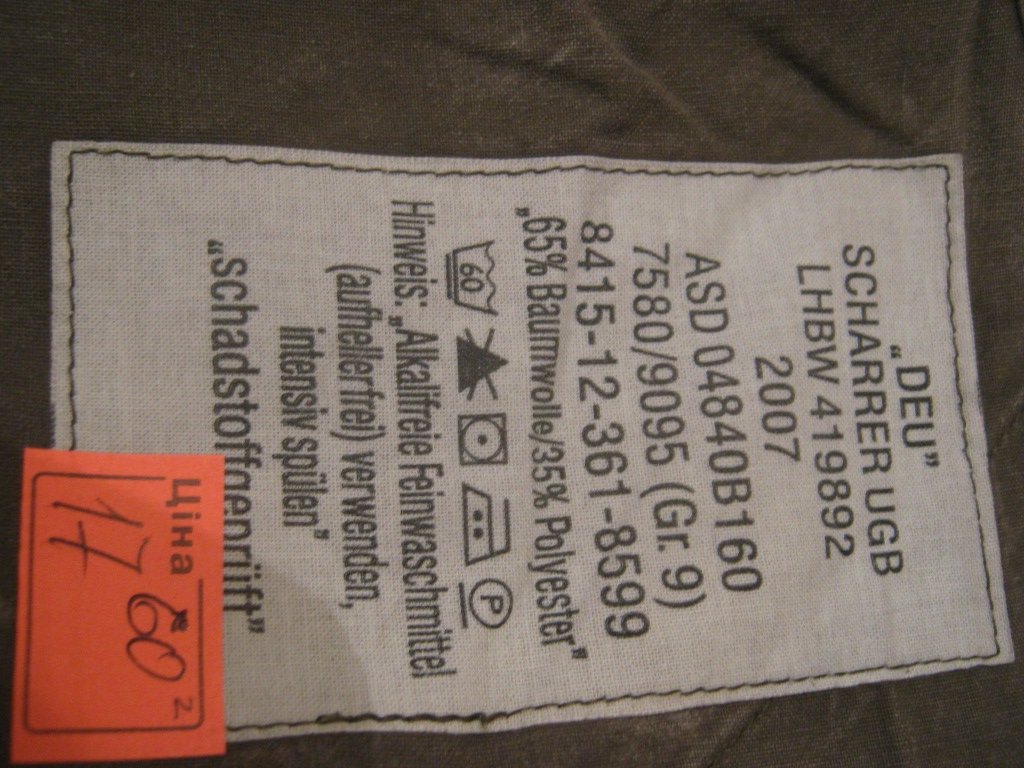 “DEU”
SCHARRER UGB
LHBW 419892
2007
ASD 04840B160
7580/9095 (Gr. 9)
8415-12-361-8599
„65% Baumwolle/35% Polyester”
60 P
Hinweis: „Alkalifreie Feinwaschmittel
(aufhellerfrei) verwenden,
intensiv spülen”
“Schadstoffgeprüft”
Ціна
17 60
2